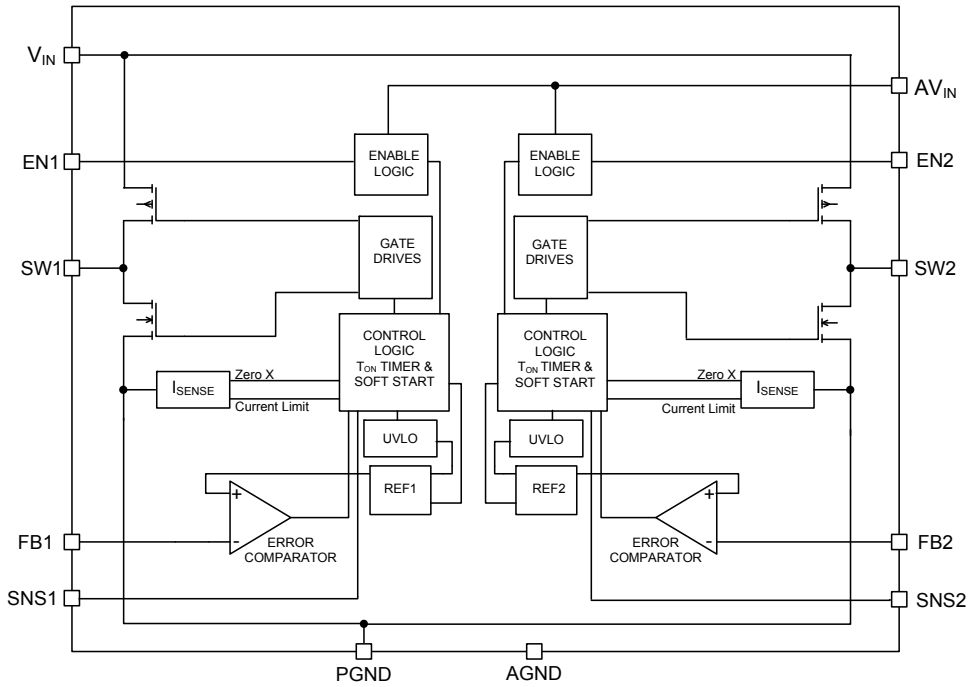 VIN
AVIN
EN1
ENABLE
LOGIC
ENABLE
LOGIC
EN2
SW1
GATE
DRIVES
GATE
DRIVES
SW2
CONTROL
LOGIC
TON TIMER &
SOFT START
CONTROL
LOGIC
TON TIMER &
SOFT START
ISENSE
Zero X
Current Limit
Zero X
Current Limit
ISENSE
UVLO
UVLO
REF1
REF2
+
-
+
-
FB1
ERROR
COMPARATOR
ERROR
COMPARATOR
FB2
SNS1
SNS2
PGND
AGND